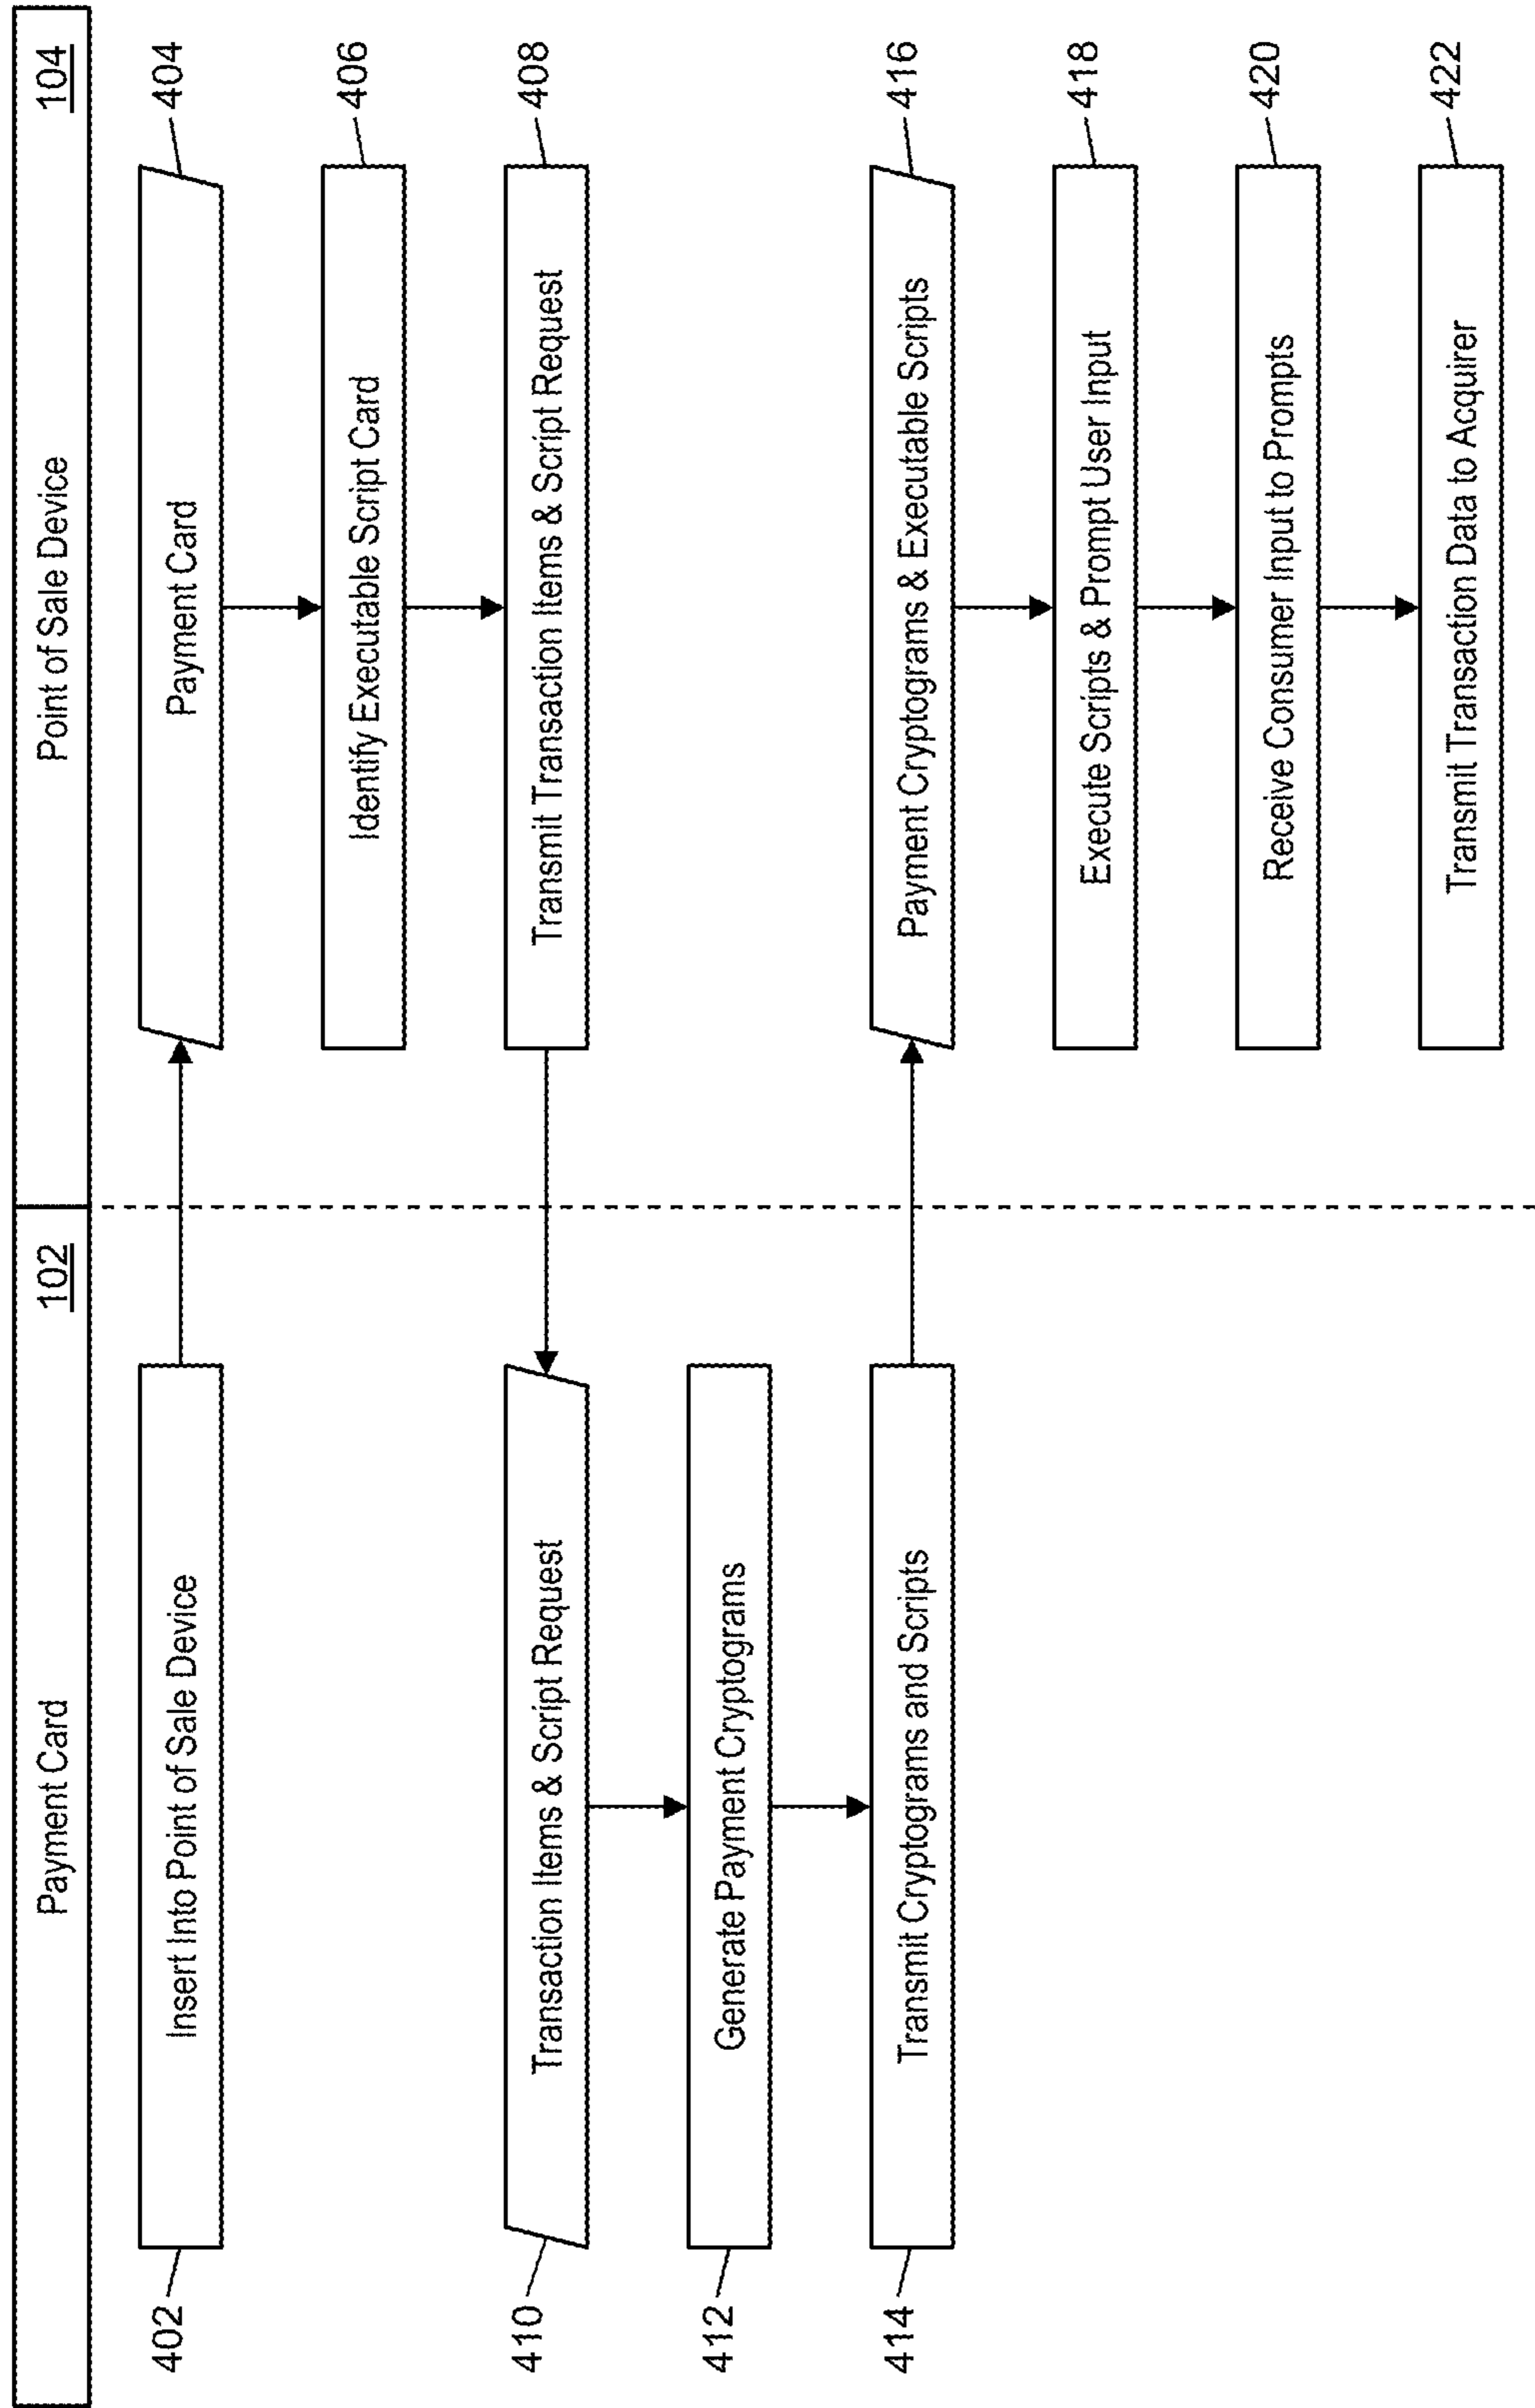 Payment Card
102
Point of Sale Device
104
402
Insert Into Point of Sale Device
Payment Card
404
Identify Executable Script Card
406
410
Transaction Items & Script Request
Transmit Transaction Items & Script Request
408
412
Generate Payment Cryptograms
414
Transmit Cryptograms and Scripts
Payment Cryptograms & Executable Scripts
416
Execute Scripts & Prompt User Input
418
Receive Consumer Input to Prompts
420
Transmit Transaction Data to Acquirer
422